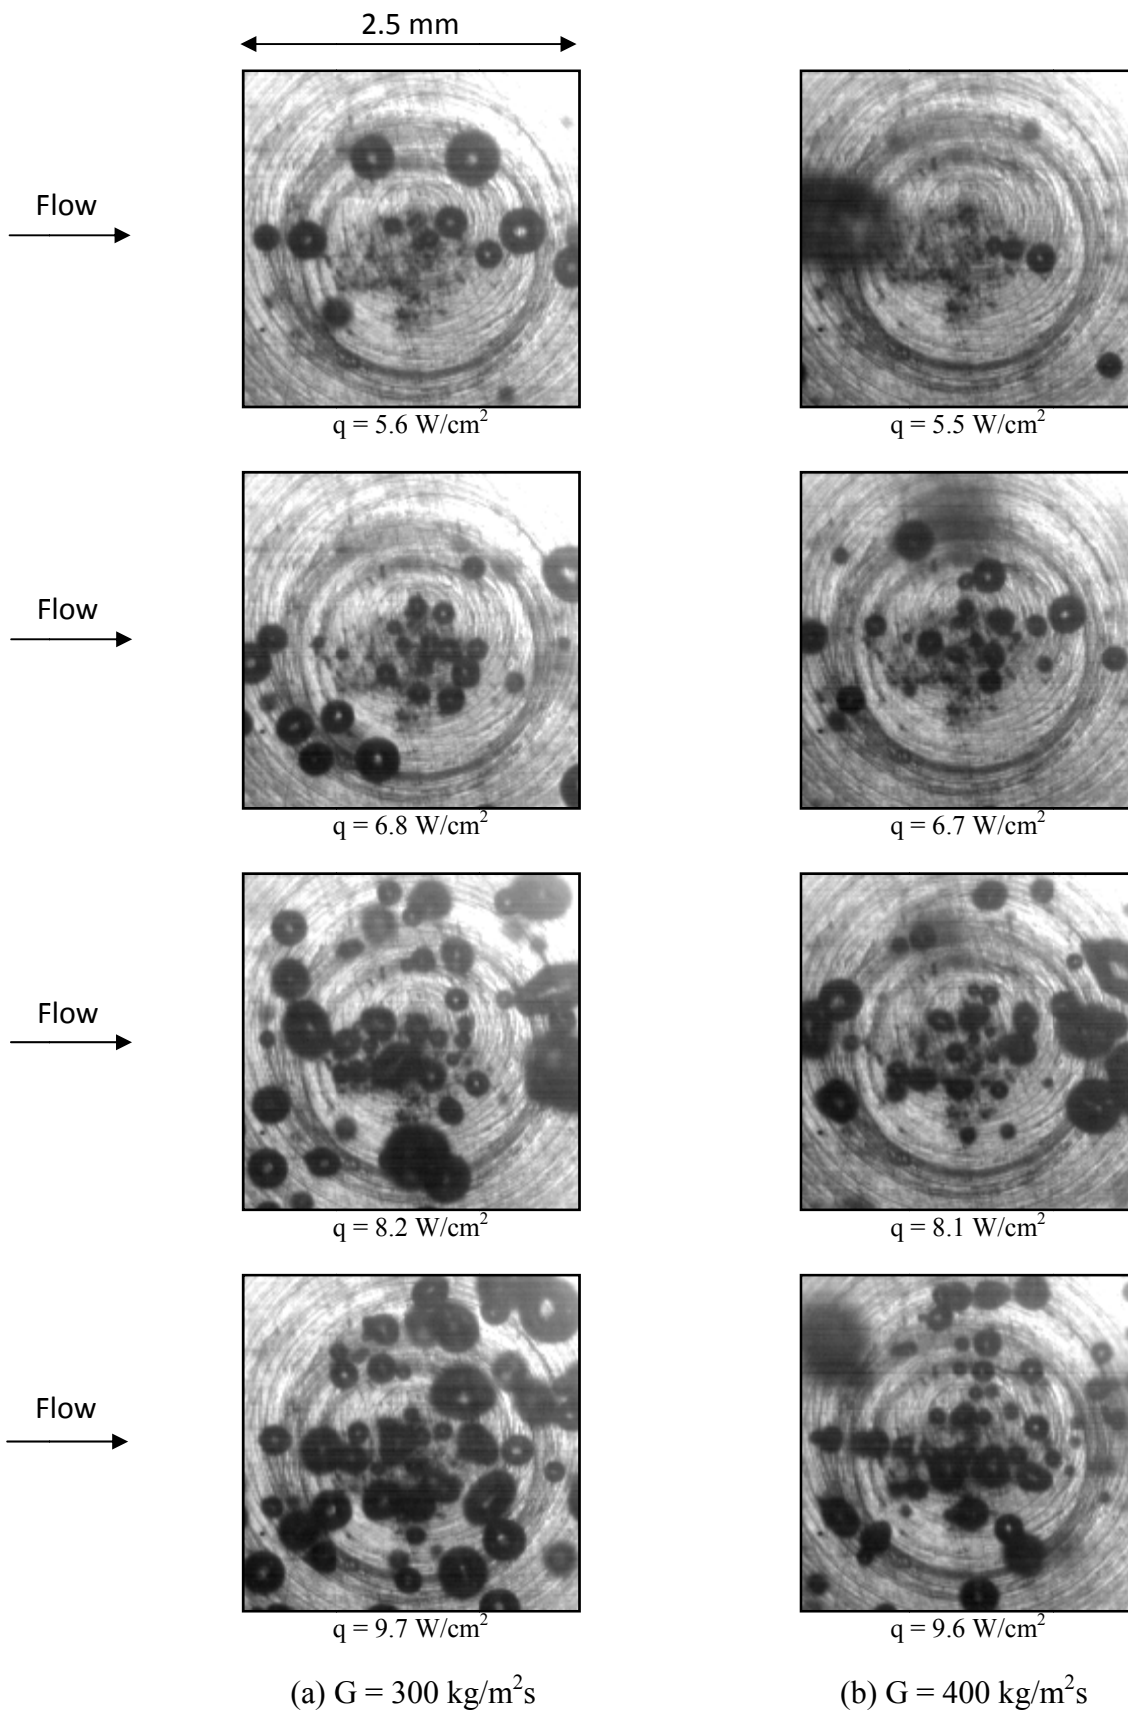 2.5 mm
Flow
q = 5.6 W/cm²
q = 5.5 W/cm²
Flow
q = 6.8 W/cm²
q = 6.7 W/cm²
Flow
q = 8.2 W/cm²
q = 8.1 W/cm²
Flow
q = 9.7 W/cm²
q = 9.6 W/cm²
(a) G = 300 kg/m²s
(b) G = 400 kg/m²s